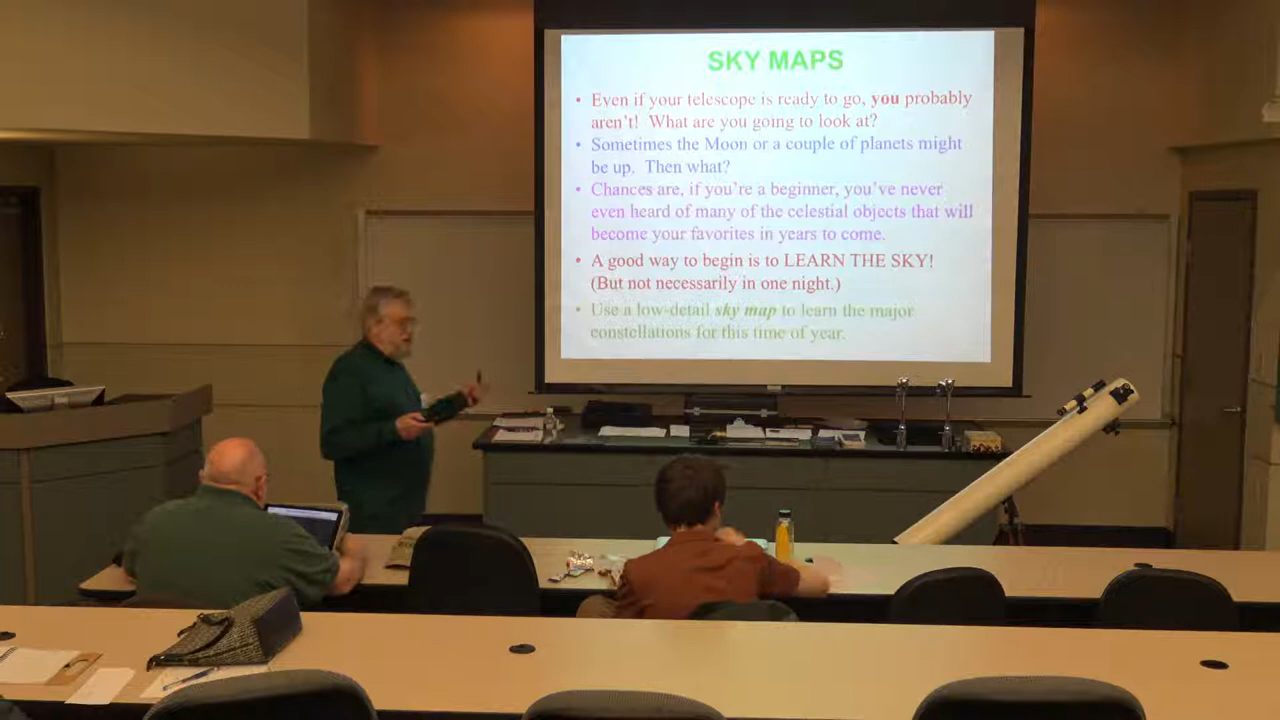 SKY MAPS
• Even if your telescope is ready to go, you probably
aren't! What are you going to look at?
• Sometimes the Moon or a couple of planets might
be up. Then what?
• Chances are, if you're a beginner, you've never
even heard of many of the celestial objects that will
become your favorites in years to come.
• A good way to begin is to LEARN THE SKY!
(But not necessarily in one night.)
• Use a low-detail sky map to learn the major
constellations for this time of year.